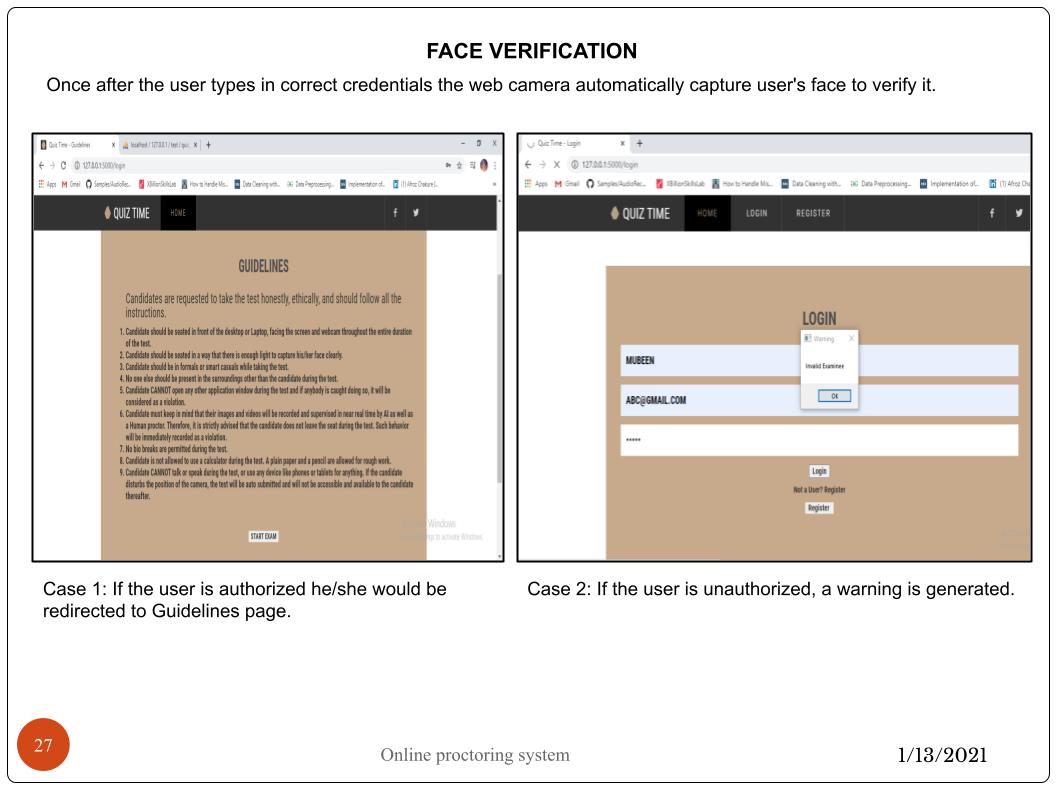 FACE VERIFICATION
Once after the user types in correct credentials the web camera automatically capture user's face to verify it.
Quiz Time - Guidelines x localhost / 127.0.0.1 / test / quiz x +
127.0.0.1:5000/login
Apps Gmail Samples/AudioRec... XBillionSkillsLab How to Handle Mis... Data Cleaning with... Data Preprocessing... Implementation of... (1) Afroz Chakure |... »
QUIZ TIME HOME
GUIDELINES
Candidates are requested to take the test honestly, ethically, and should follow all the
instructions.
1. Candidate should be seated in front of the desktop or Laptop, facing the screen and webcam throughout the entire duration
of the test.
2. Candidate should be seated in a way that there is enough light to capture his/her face clearly.
3. Candidate should be in formals or smart casuals while taking the test.
4. No one else should be present in the surroundings other than the candidate during the test.
5. Candidate CANNOT open any other application window during the test and if anybody is caught doing so, it will be
considered as a violation.
6. Candidate must keep in mind that their images and videos will be recorded and supervised in near real time by AI as well as
a Human proctor. Therefore, it is strictly advised that the candidate does not leave the seat during the test. Such behavior
will be immediately recorded as a violation.
7. No bio breaks are permitted during the test.
8. Candidate is not allowed to use a calculator during the test. A plain paper and a pencil are allowed for rough work.
9. Candidate CANNOT talk or speak during the test, or use any device like phones or tablets for anything. If the candidate
disturbs the position of the camera, the test will be auto submitted and will not be accessible and available to the candidate
thereafter.
Windows
to activate Windows.
START EXAM
Quiz Time - Login x +
127.0.0.1:5000/login
Apps Gmail Samples/AudioRec... XBillionSkillsLab How to Handle Mis... Data Cleaning with... Data Preprocessing... Implementation of... (1) Afroz Cha
QUIZ TIME HOME LOGIN REGISTER
LOGIN
Warning
Invalid Examinee
OK
MUBEEN
ABC@GMAIL.COM
•••••
Login
Not a User? Register
Register
Case 1: If the user is authorized he/she would be
redirected to Guidelines page.
Case 2: If the user is unauthorized, a warning is generated.
27
Online proctoring system
1/13/2021